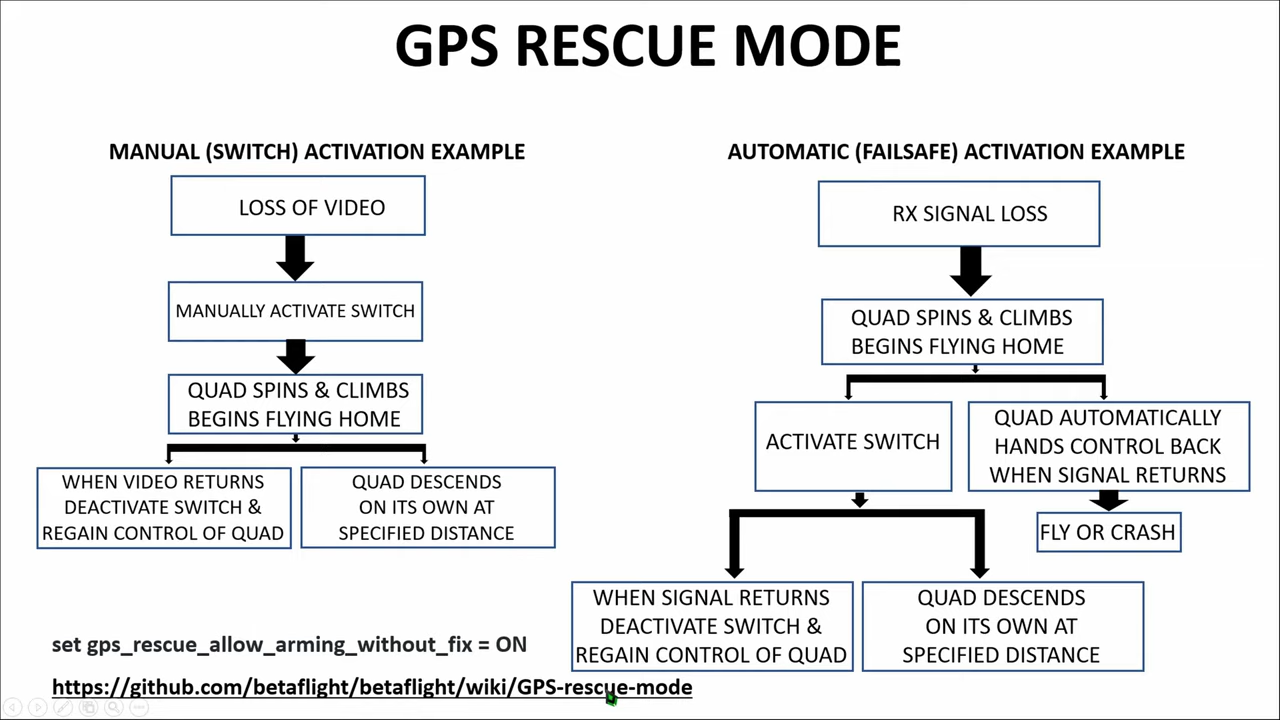 GPS RESCUE MODE
MANUAL (SWITCH) ACTIVATION EXAMPLE
LOSS OF VIDEO
MANUALLY ACTIVATE SWITCH
QUAD SPINS & CLIMBS
BEGINS FLYING HOME
WHEN VIDEO RETURNS
DEACTIVATE SWITCH &
REGAIN CONTROL OF QUAD
QUAD DESCENDS
ON ITS OWN AT
SPECIFIED DISTANCE
AUTOMATIC (FAILSAFE) ACTIVATION EXAMPLE
RX SIGNAL LOSS
QUAD SPINS & CLIMBS
BEGINS FLYING HOME
ACTIVATE SWITCH
QUAD AUTOMATICALLY
HANDS CONTROL BACK
WHEN SIGNAL RETURNS
FLY OR CRASH
WHEN SIGNAL RETURNS
DEACTIVATE SWITCH &
REGAIN CONTROL OF QUAD
QUAD DESCENDS
ON ITS OWN AT
SPECIFIED DISTANCE
set gps_rescue_allow_arming_without_fix = ON
https://github.com/betaflight/betaflight/wiki/GPS-rescue-mode